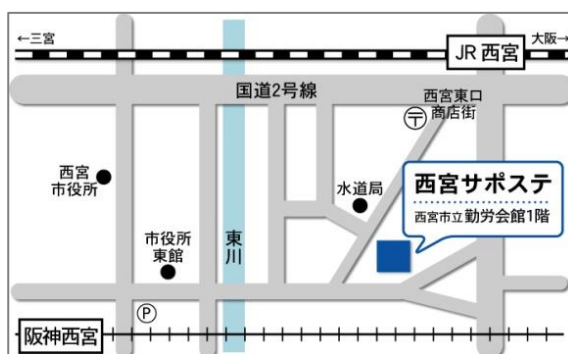 ←三宮
大阪→
JR 西宮
国道2号線
西宮東口
商店街
〒
西宮
市役所
水道局
西宮サポステ
西宮市立勤労会館1階
市役所
東館
東川
P
阪神西宮